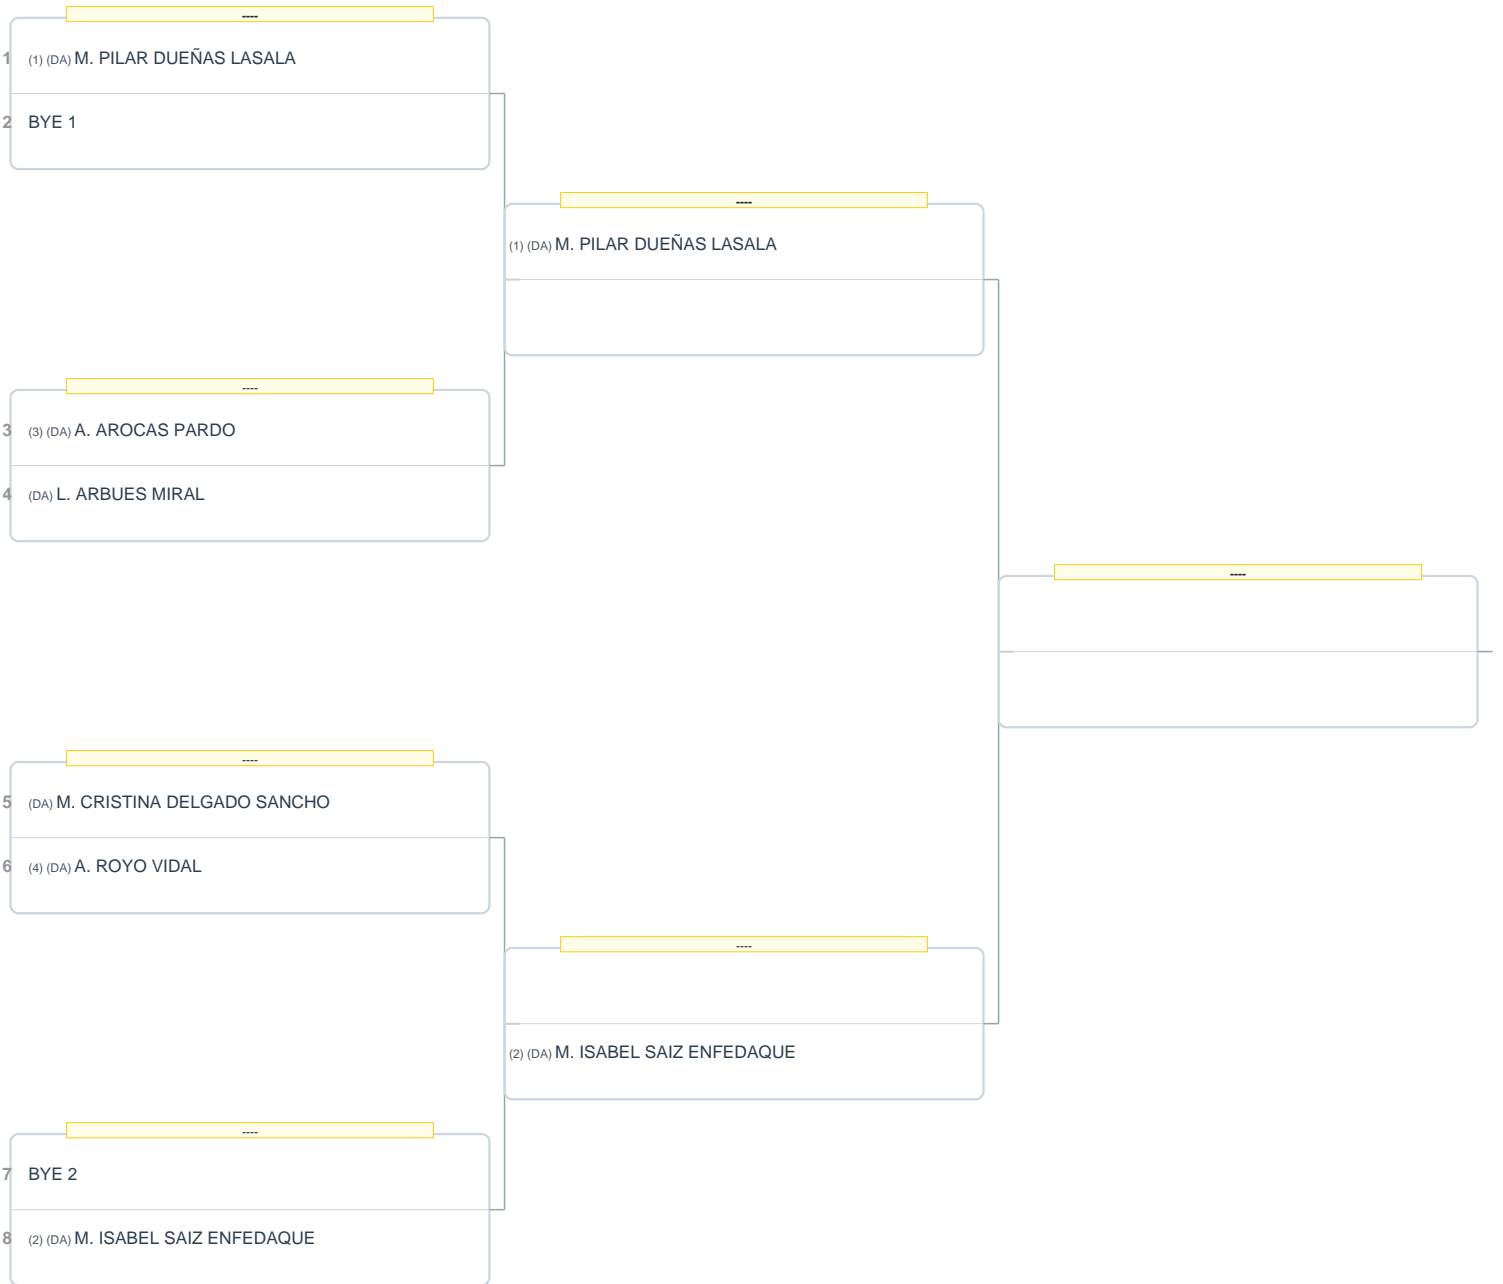 ----
1 (1) (DA) M. PILAR DUEÑAS LASALA
2 BYE 1
----
(1) (DA) M. PILAR DUEÑAS LASALA
----
3 (3) (DA) A. AROCAS PARDO
4 (DA) L. ARBUES MIRAL
----
----
5 (DA) M. CRISTINA DELGADO SANCHO
6 (4) (DA) A. ROYO VIDAL
----
(2) (DA) M. ISABEL SAIZ ENFEDAQUE
----
7 BYE 2
8 (2) (DA) M. ISABEL SAIZ ENFEDAQUE